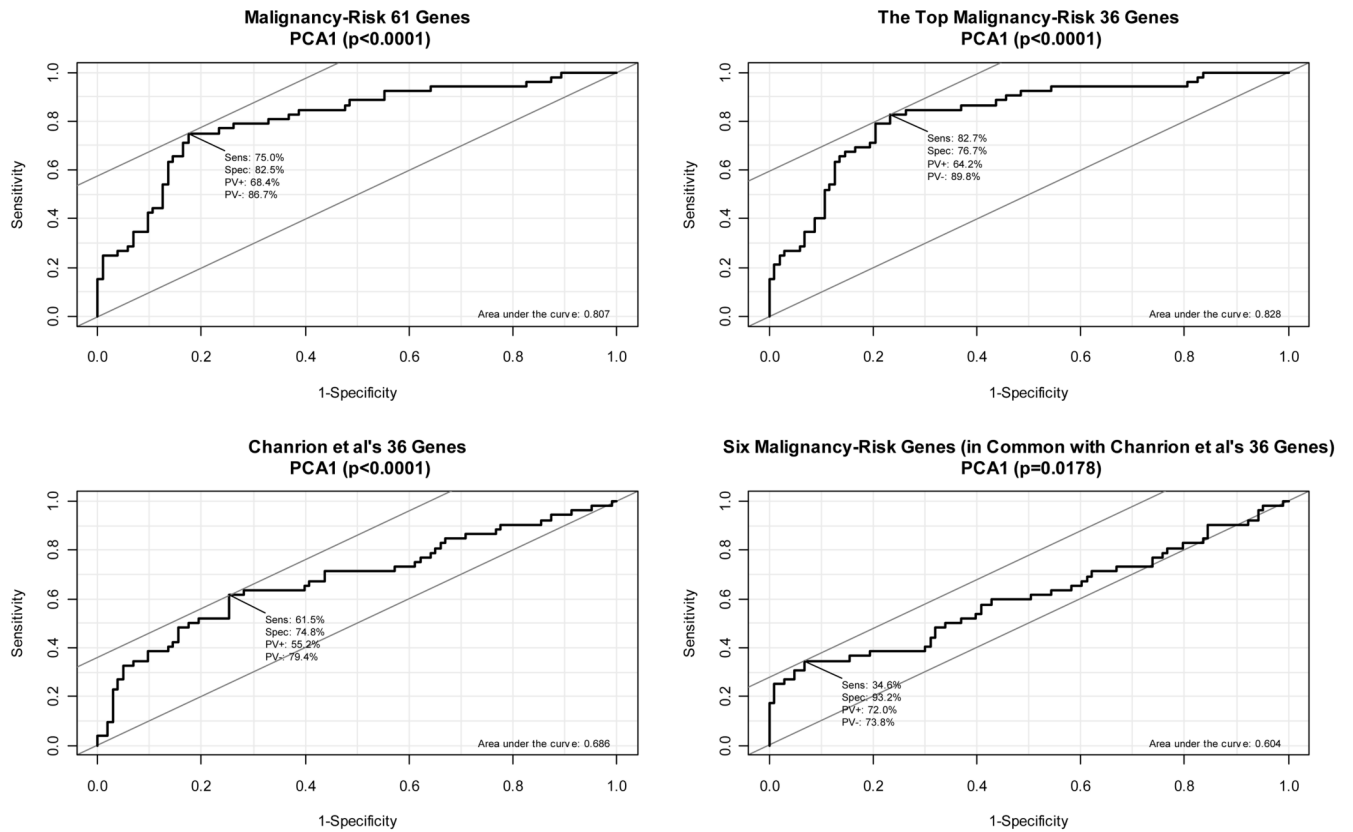 Malignancy-Risk 61 Genes
PCA1 (p<0.0001)
Sensitivity
1.0
0.8
0.6
0.4
0.2
0.0
Sens: 75.0%
Spec: 82.5%
PV+: 68.4%
PV-: 86.7%
Area under the curve: 0.807
0.0 0.2 0.4 0.6 0.8 1.0
1-Specificity
The Top Malignancy-Risk 36 Genes
PCA1 (p<0.0001)
Sensitivity
1.0
0.8
0.6
0.4
0.2
0.0
Sens: 82.7%
Spec: 76.7%
PV+: 64.2%
PV-: 89.8%
Area under the curve: 0.828
0.0 0.2 0.4 0.6 0.8 1.0
1-Specificity
Chanrion et al's 36 Genes
PCA1 (p<0.0001)
Sensitivity
1.0
0.8
0.6
0.4
0.2
0.0
Sens: 61.5%
Spec: 74.8%
PV+: 55.2%
PV-: 79.4%
Area under the curve: 0.686
0.0 0.2 0.4 0.6 0.8 1.0
1-Specificity
Six Malignancy-Risk Genes (in Common with Chanrion et al's 36 Genes)
PCA1 (p=0.0178)
Sensitivity
1.0
0.8
0.6
0.4
0.2
0.0
Sens: 34.6%
Spec: 93.2%
PV+: 72.0%
PV-: 73.8%
Area under the curve: 0.604
0.0 0.2 0.4 0.6 0.8 1.0
1-Specificity